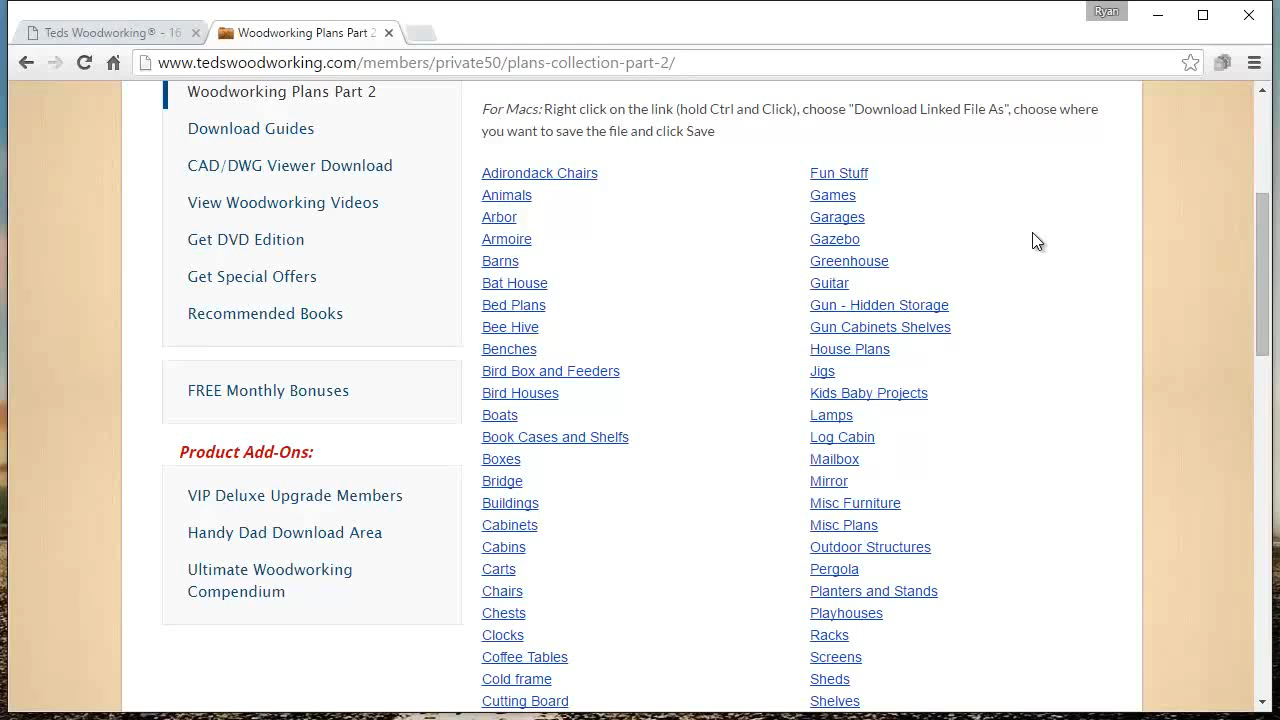 Ryan
Teds Woodworking® - 16
Woodworking Plans Part 2
www.tedswoodworking.com/members/private50/plans-collection-part-2/
Woodworking Plans Part 2
Download Guides
CAD/DWG Viewer Download
View Woodworking Videos
Get DVD Edition
Get Special Offers
Recommended Books
FREE Monthly Bonuses
Product Add-Ons:
VIP Deluxe Upgrade Members
Handy Dad Download Area
Ultimate Woodworking
Compendium
For Macs: Right click on the link (hold Ctrl and Click), choose "Download Linked File As", choose where
you want to save the file and click Save
Adirondack Chairs
Animals
Arbor
Armoire
Barns
Bat House
Bed Plans
Bee Hive
Benches
Bird Box and Feeders
Bird Houses
Boats
Book Cases and Shelfs
Boxes
Bridge
Buildings
Cabinets
Cabins
Carts
Chairs
Chests
Clocks
Coffee Tables
Cold frame
Cutting Board
Fun Stuff
Games
Garages
Gazebo
Greenhouse
Guitar
Gun - Hidden Storage
Gun Cabinets Shelves
House Plans
Jigs
Kids Baby Projects
Lamps
Log Cabin
Mailbox
Mirror
Misc Furniture
Misc Plans
Outdoor Structures
Pergola
Planters and Stands
Playhouses
Racks
Screens
Sheds
Shelves